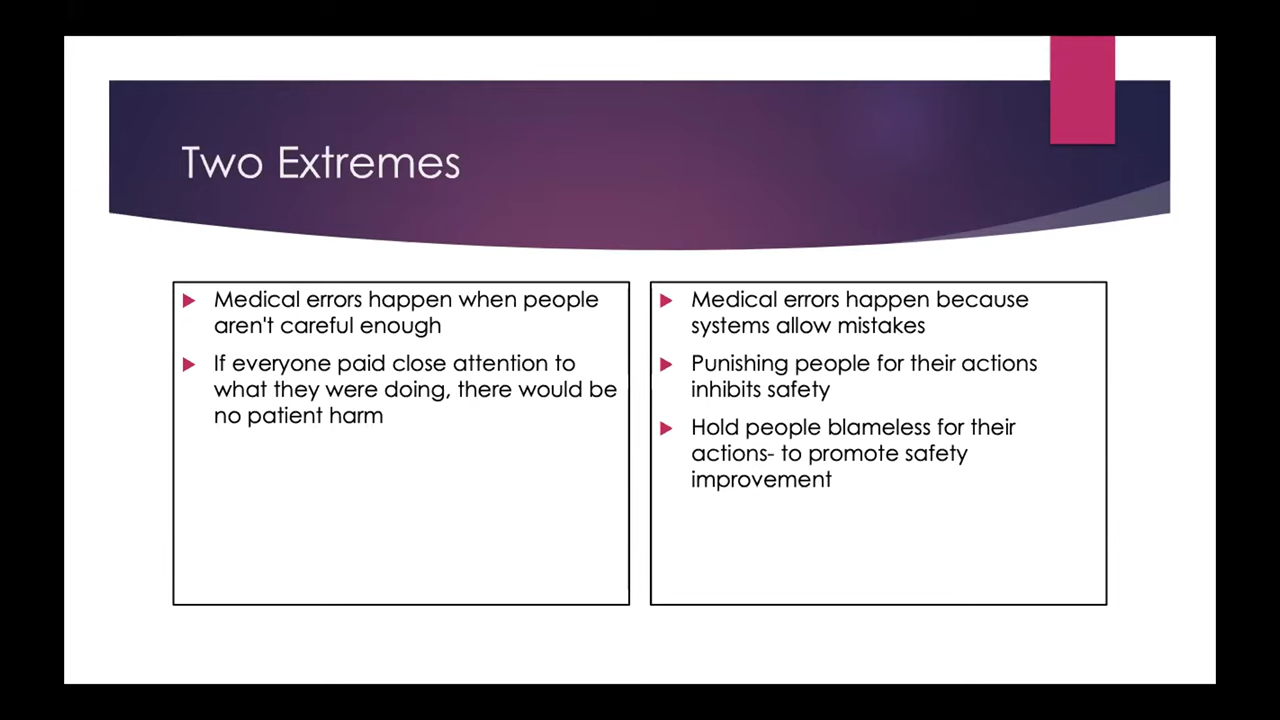 Two Extremes
Medical errors happen when people
aren't careful enough
If everyone paid close attention to
what they were doing, there would be
no patient harm
Medical errors happen because
systems allow mistakes
Punishing people for their actions
inhibits safety
Hold people blameless for their
actions- to promote safety
improvement